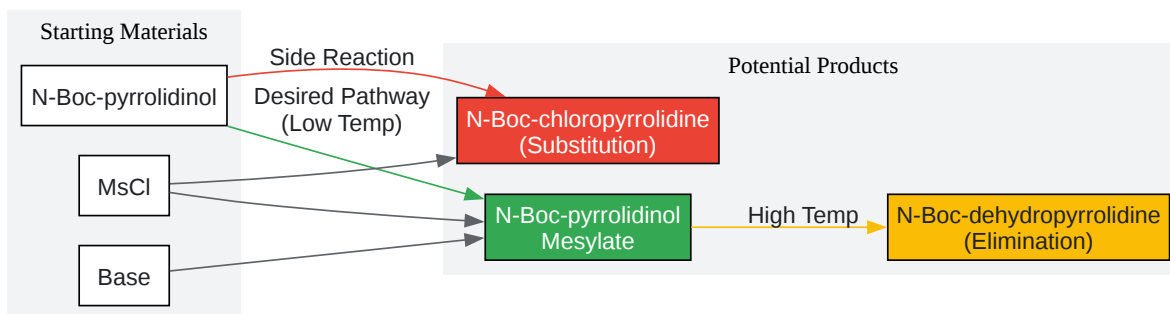 Starting Materials
N-Boc-pyrrolidinol
MsCl
Base
Side Reaction
Desired Pathway
(Low Temp)
Potential Products
N-Boc-chloropyrrolidine
(Substitution)
N-Boc-pyrrolidinol
Mesylate
High Temp
N-Boc-dehydropyrrolidine
(Elimination)